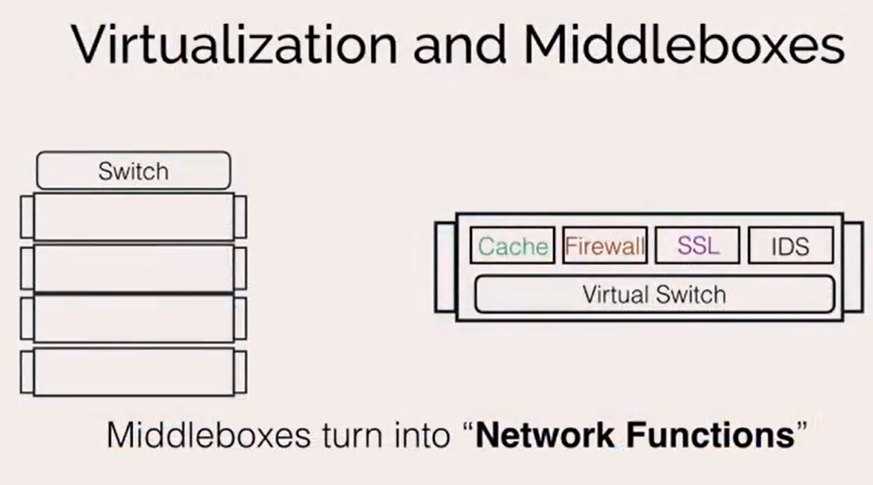 Virtualization and Middleboxes
Switch
Cache Firewall SSL IDS
Virtual Switch
Middleboxes turn into “Network Functions”